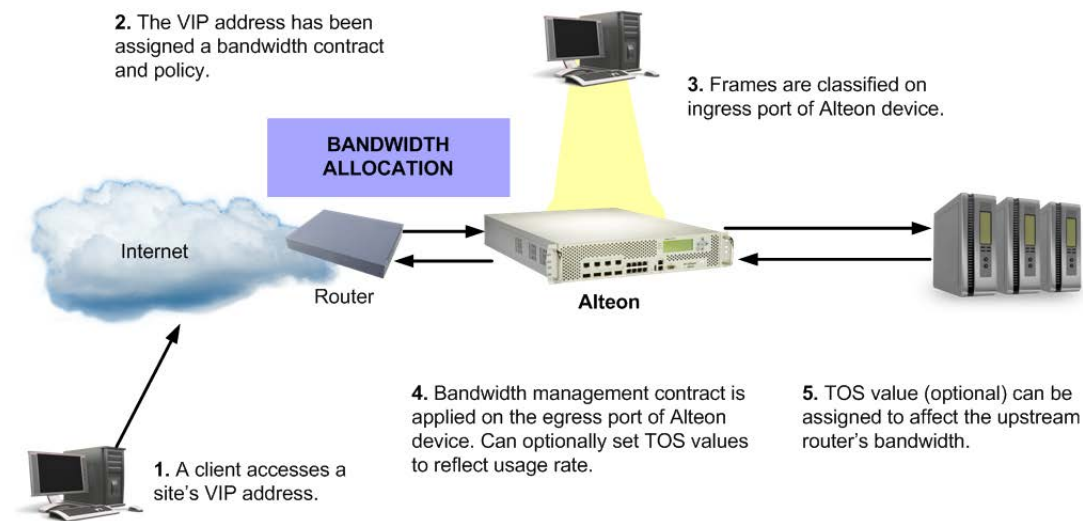 2. The VIP address has been
assigned a bandwidth contract
and policy.
3. Frames are classified on
ingress port of Alteon device.
BANDWIDTH
ALLOCATION
Internet
Router
Alteon
4. Bandwidth management contract is
applied on the egress port of Alteon
device. Can optionally set TOS values
to reflect usage rate.
5. TOS value (optional) can be
assigned to affect the upstream
router's bandwidth.
1. A client accesses a
site's VIP address.